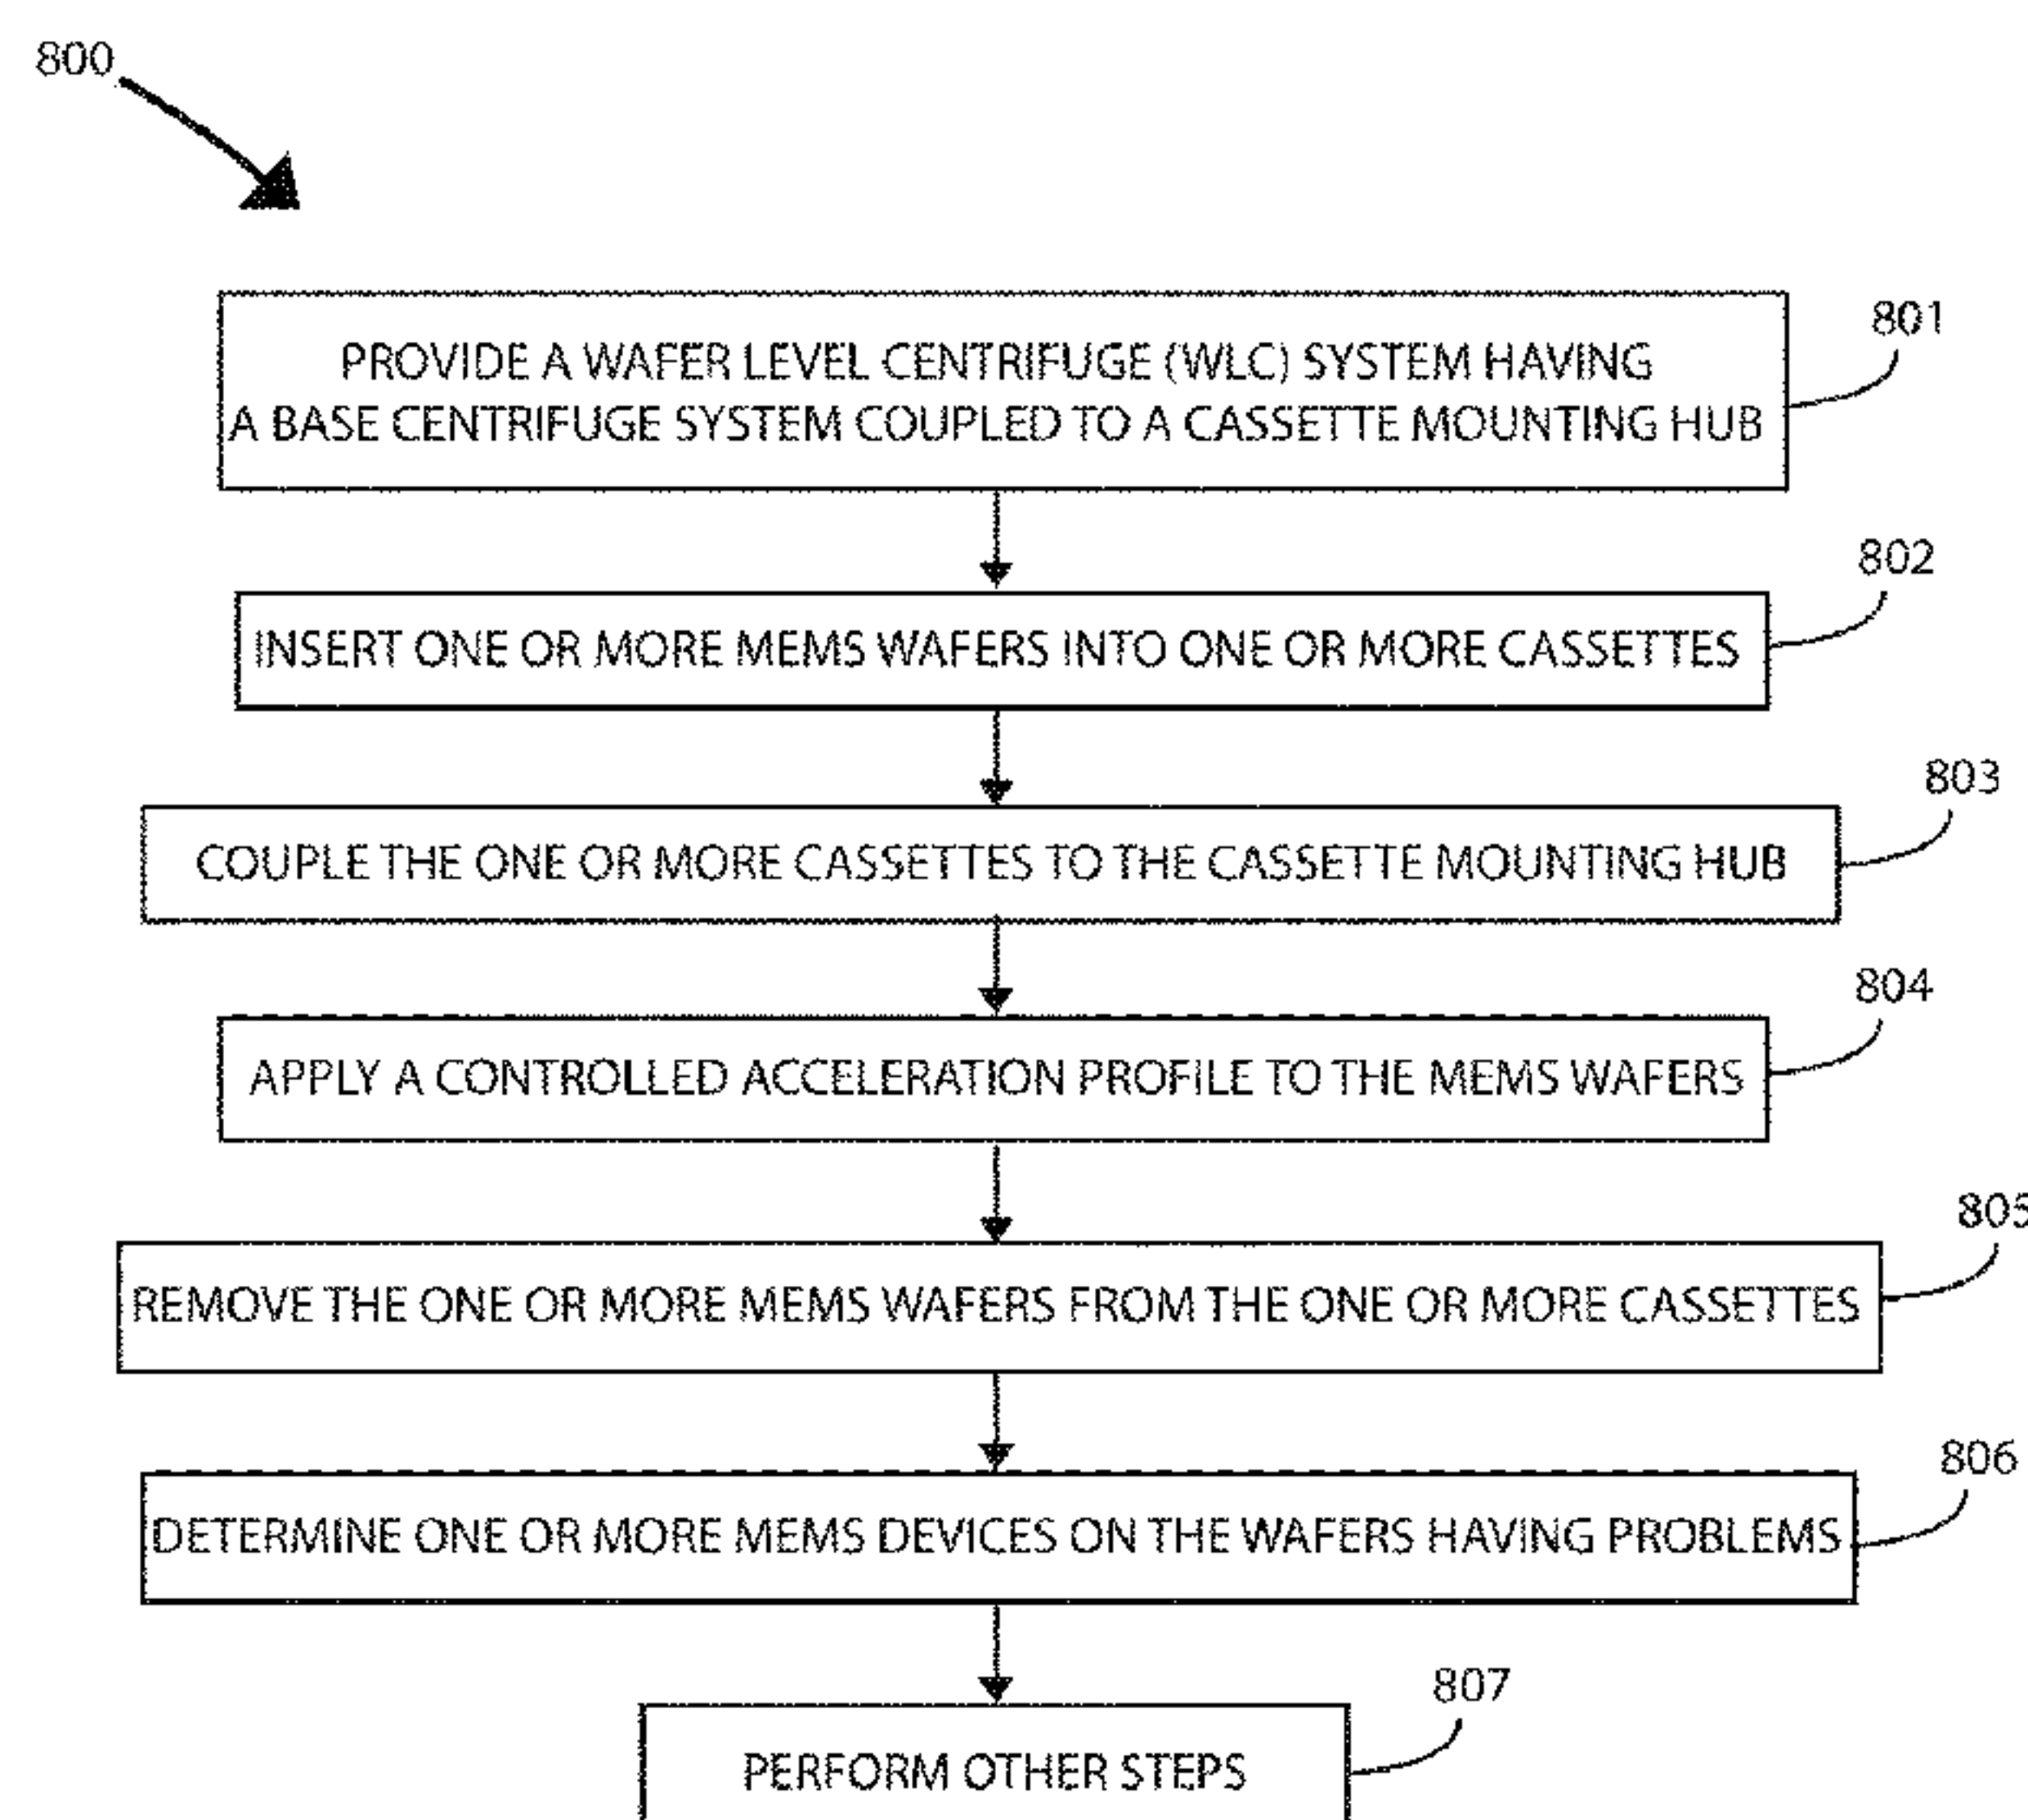 800
801
PROVIDE A WAFER LEVEL CENTRIFUGE (WLC) SYSTEM HAVING
A BASE CENTRIFUGE SYSTEM COUPLED TO A CASSETTE MOUNTING HUB
802
INSERT ONE OR MORE MEMS WAFERS INTO ONE OR MORE CASSETTES
803
COUPLE THE ONE OR MORE CASSETTES TO THE CASSETTE MOUNTING HUB
804
APPLY A CONTROLLED ACCELERATION PROFILE TO THE MEMS WAFERS
805
REMOVE THE ONE OR MORE MEMS WAFERS FROM THE ONE OR MORE CASSETTES
806
DETERMINE ONE OR MORE MEMS DEVICES ON THE WAFERS HAVING PROBLEMS
807
PERFORM OTHER STEPS